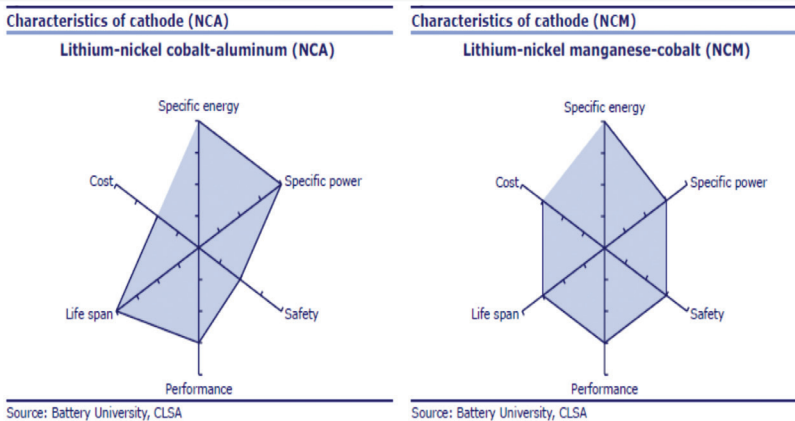 Characteristics of cathode (NCA)
Lithium-nickel cobalt-aluminum (NCA)
Specific energy
Cost
Specific power
Life span
Safety
Performance
Source: Battery University, CLSA
Characteristics of cathode (NCM)
Lithium-nickel manganese-cobalt (NCM)
Specific energy
Cost
Specific power
Life span
Safety
Performance
Source: Battery University, CLSA